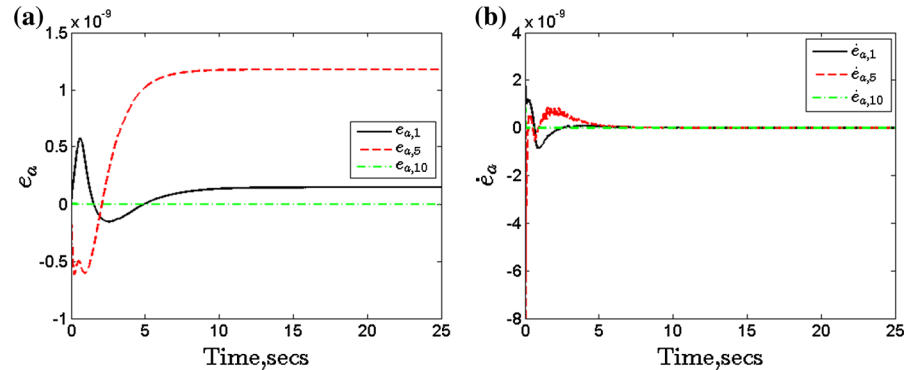 (a)
x 10^-9
1.5
1
0.5
0
-0.5
-1
e_a
e_a,1
e_a,5
e_a,10
0 5 10 15 20 25
Time,secs
(b)
x 10^-9
4
2
0
-2
-4
-6
-8
ė_a
ė_a,1
ė_a,5
ė_a,10
0 5 10 15 20 25
Time,secs